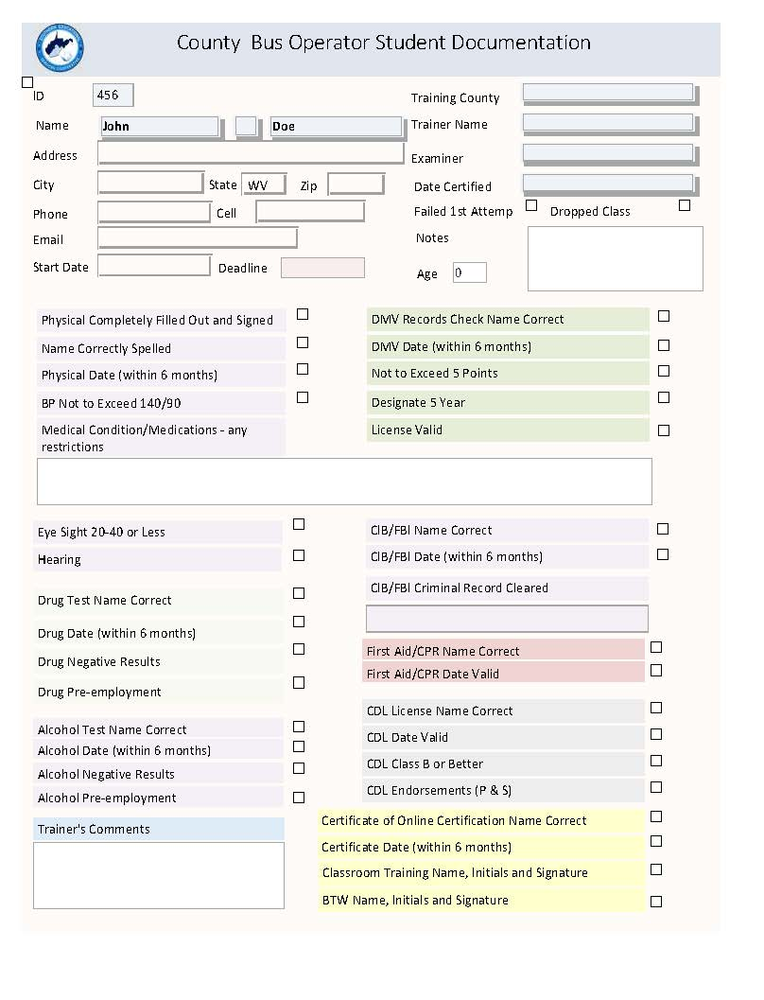 County Bus Operator Student Documentation
ID 456
Training County
Name John Doe
Trainer Name
Address
Examiner
City State WV Zip
Date Certified
Phone Cell
Failed 1st Attemp Dropped Class
Email
Notes
Start Date Deadline
Age 0
Physical Completely Filled Out and Signed
Name Correctly Spelled
Physical Date (within 6 months)
BP Not to Exceed 140/90
Medical Condition/Medications - any
restrictions
DMV Records Check Name Correct
DMV Date (within 6 months)
Not to Exceed 5 Points
Designate 5 Year
License Valid
Eye Sight 20-40 or Less
Hearing
Drug Test Name Correct
Drug Date (within 6 months)
Drug Negative Results
Drug Pre-employment
Alcohol Test Name Correct
Alcohol Date (within 6 months)
Alcohol Negative Results
Alcohol Pre-employment
Trainer's Comments
CIB/FBI Name Correct
CIB/FBI Date (within 6 months)
CIB/FBI Criminal Record Cleared
First Aid/CPR Name Correct
First Aid/CPR Date Valid
CDL License Name Correct
CDL Date Valid
CDL Class B or Better
CDL Endorsements (P & S)
Certificate of Online Certification Name Correct
Certificate Date (within 6 months)
Classroom Training Name, Initials and Signature
BTW Name, Initials and Signature